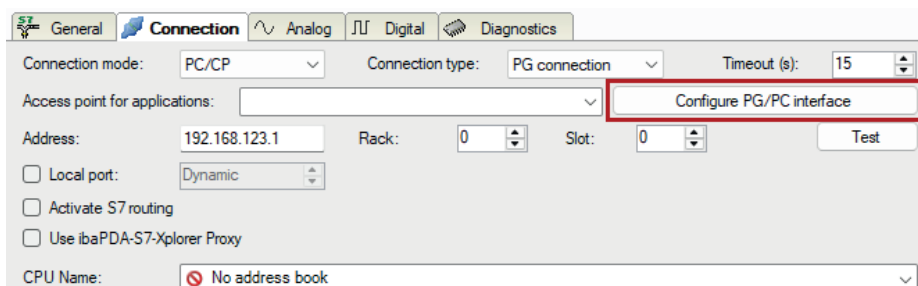 S7 General Connection Analog Digital Diagnostics
Connection mode: PC/CP Connection type: PG connection Timeout (s): 15
Access point for applications: Configure PG/PC interface
Address: 192.168.123.1 Rack: 0 Slot: 0 Test
Local port: Dynamic
Activate S7 routing
Use ibaPDA-S7-Xplorer Proxy
CPU Name: No address book